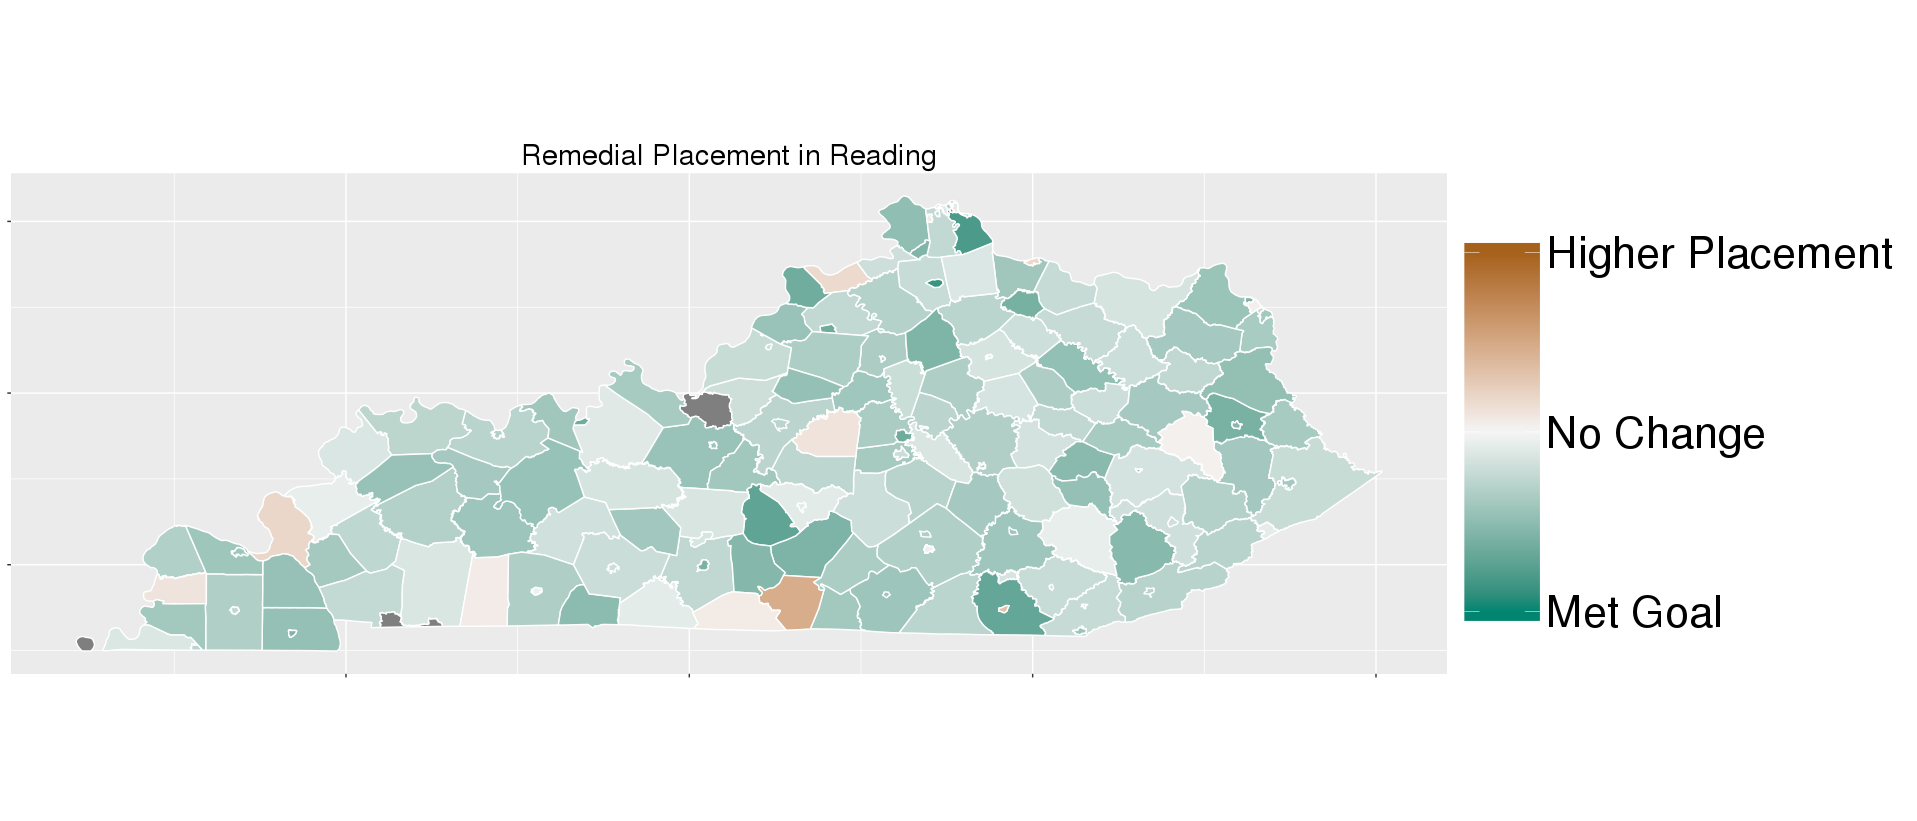 Remedial Placement in Reading
Higher Placement
No Change
Met Goal